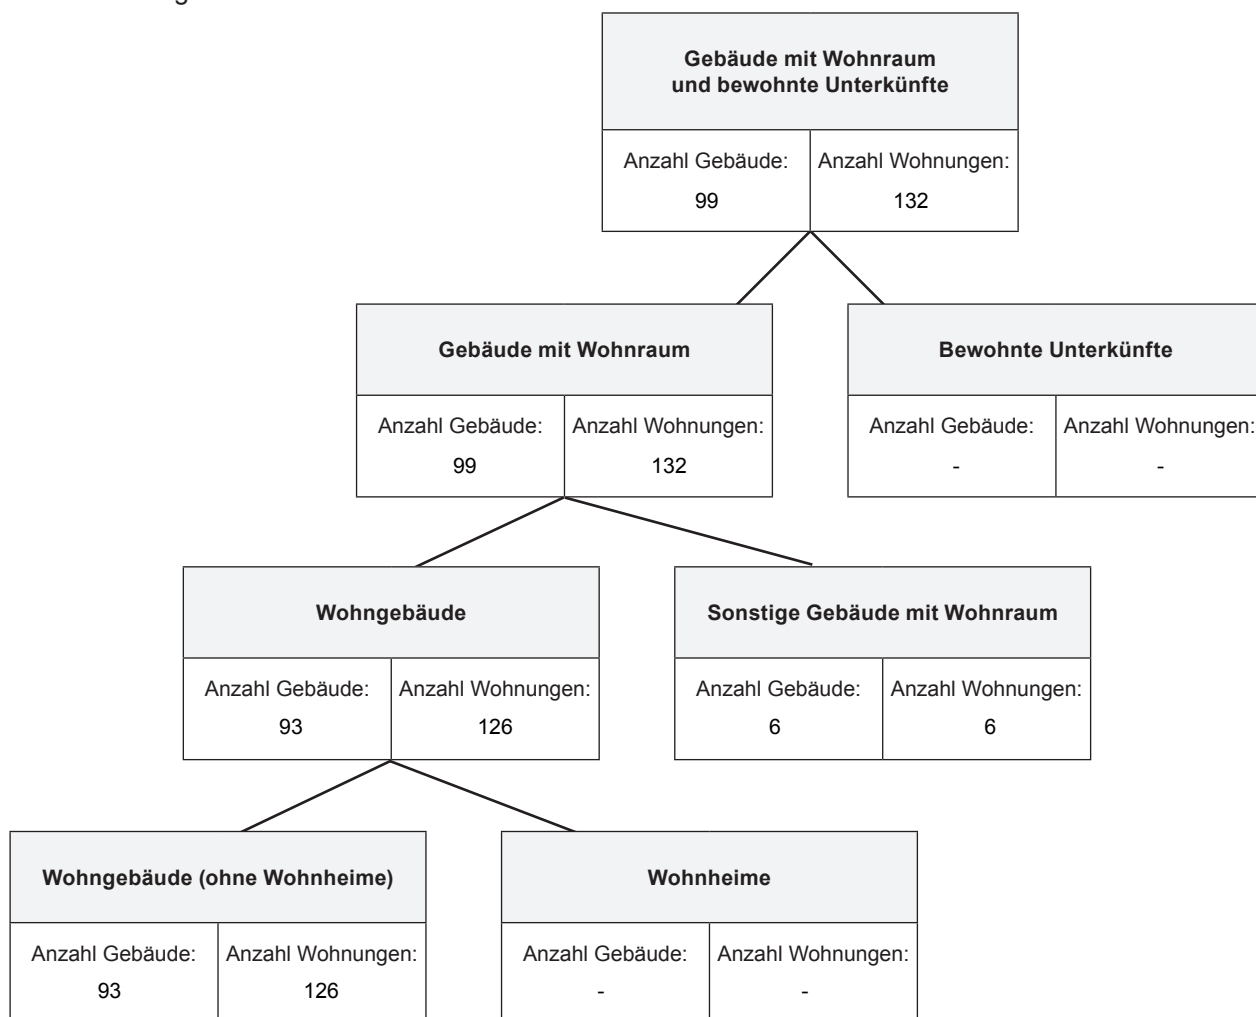 Gebäude mit Wohnraum
und bewohnte Unterkünfte
Anzahl Gebäude: Anzahl Wohnungen:
99 132
Gebäude mit Wohnraum
Anzahl Gebäude: Anzahl Wohnungen:
99 132
Bewohnte Unterkünfte
Anzahl Gebäude: Anzahl Wohnungen:
- -
Wohngebäude
Anzahl Gebäude: Anzahl Wohnungen:
93 126
Sonstige Gebäude mit Wohnraum
Anzahl Gebäude: Anzahl Wohnungen:
6 6
Wohngebäude (ohne Wohnheime)
Anzahl Gebäude: Anzahl Wohnungen:
93 126
Wohnheime
Anzahl Gebäude: Anzahl Wohnungen:
- -